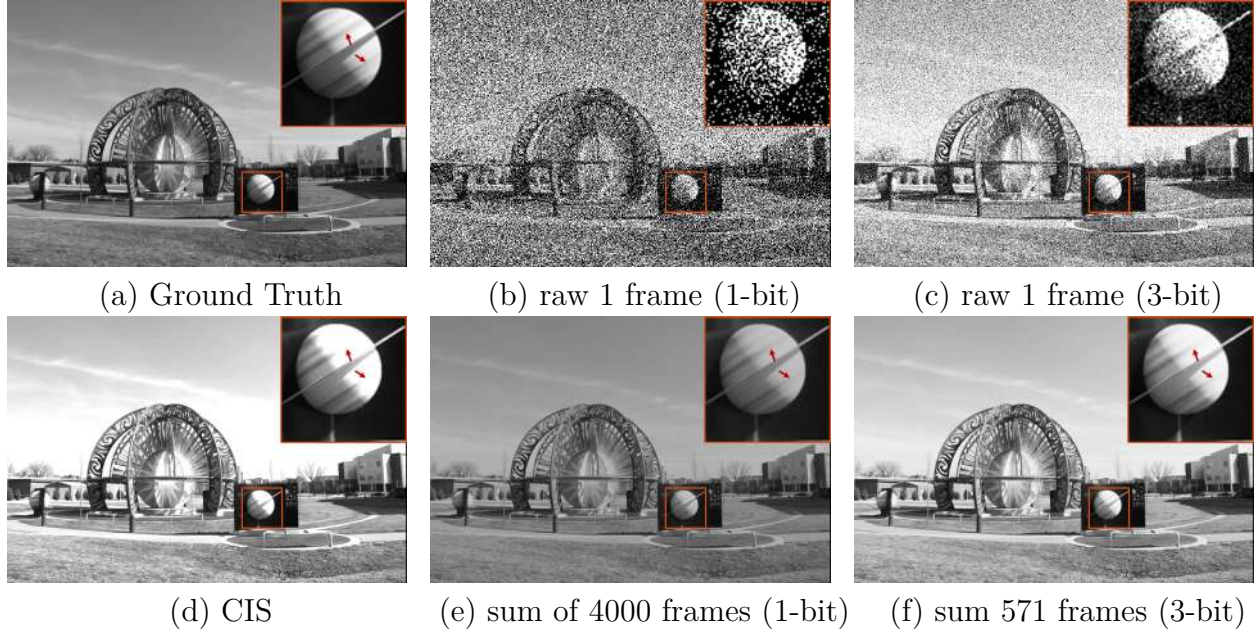 (a) Ground Truth
(b) raw 1 frame (1-bit)
(c) raw 1 frame (3-bit)
(d) CIS
(e) sum of 4000 frames (1-bit)
(f) sum 571 frames (3-bit)